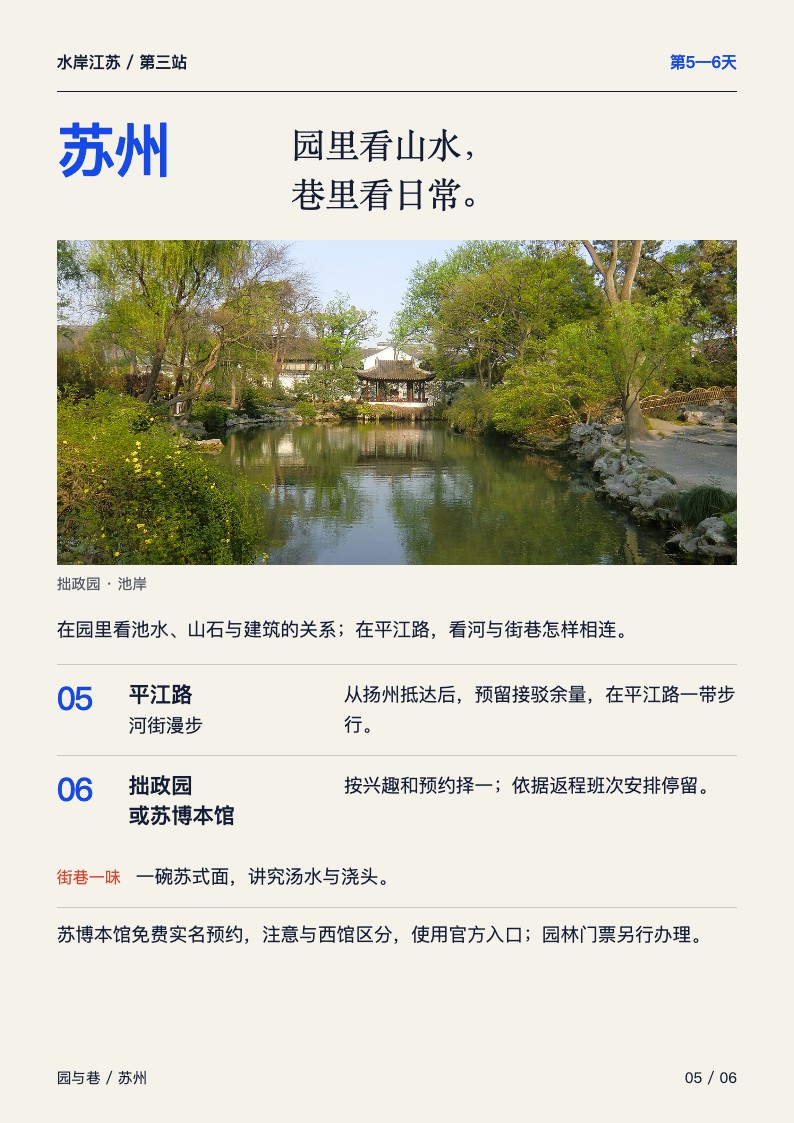 水岸江苏 / 第三站
第5—6天
苏州
园里看山水，
巷里看日常。
拙政园 · 池岸
在园里看池水、山石与建筑的关系；在平江路，看河与街巷怎样相连。
05
平江路
河街漫步
从扬州抵达后，预留接驳余量，在平江路一带步
行。
06
拙政园
或苏博本馆
按兴趣和预约择一；依据返程班次安排停留。
街巷一味 一碗苏式面，讲究汤水与浇头。
苏博本馆免费实名预约，注意与西馆区分，使用官方入口；园林门票另行办理。
园与巷 / 苏州
05 / 06